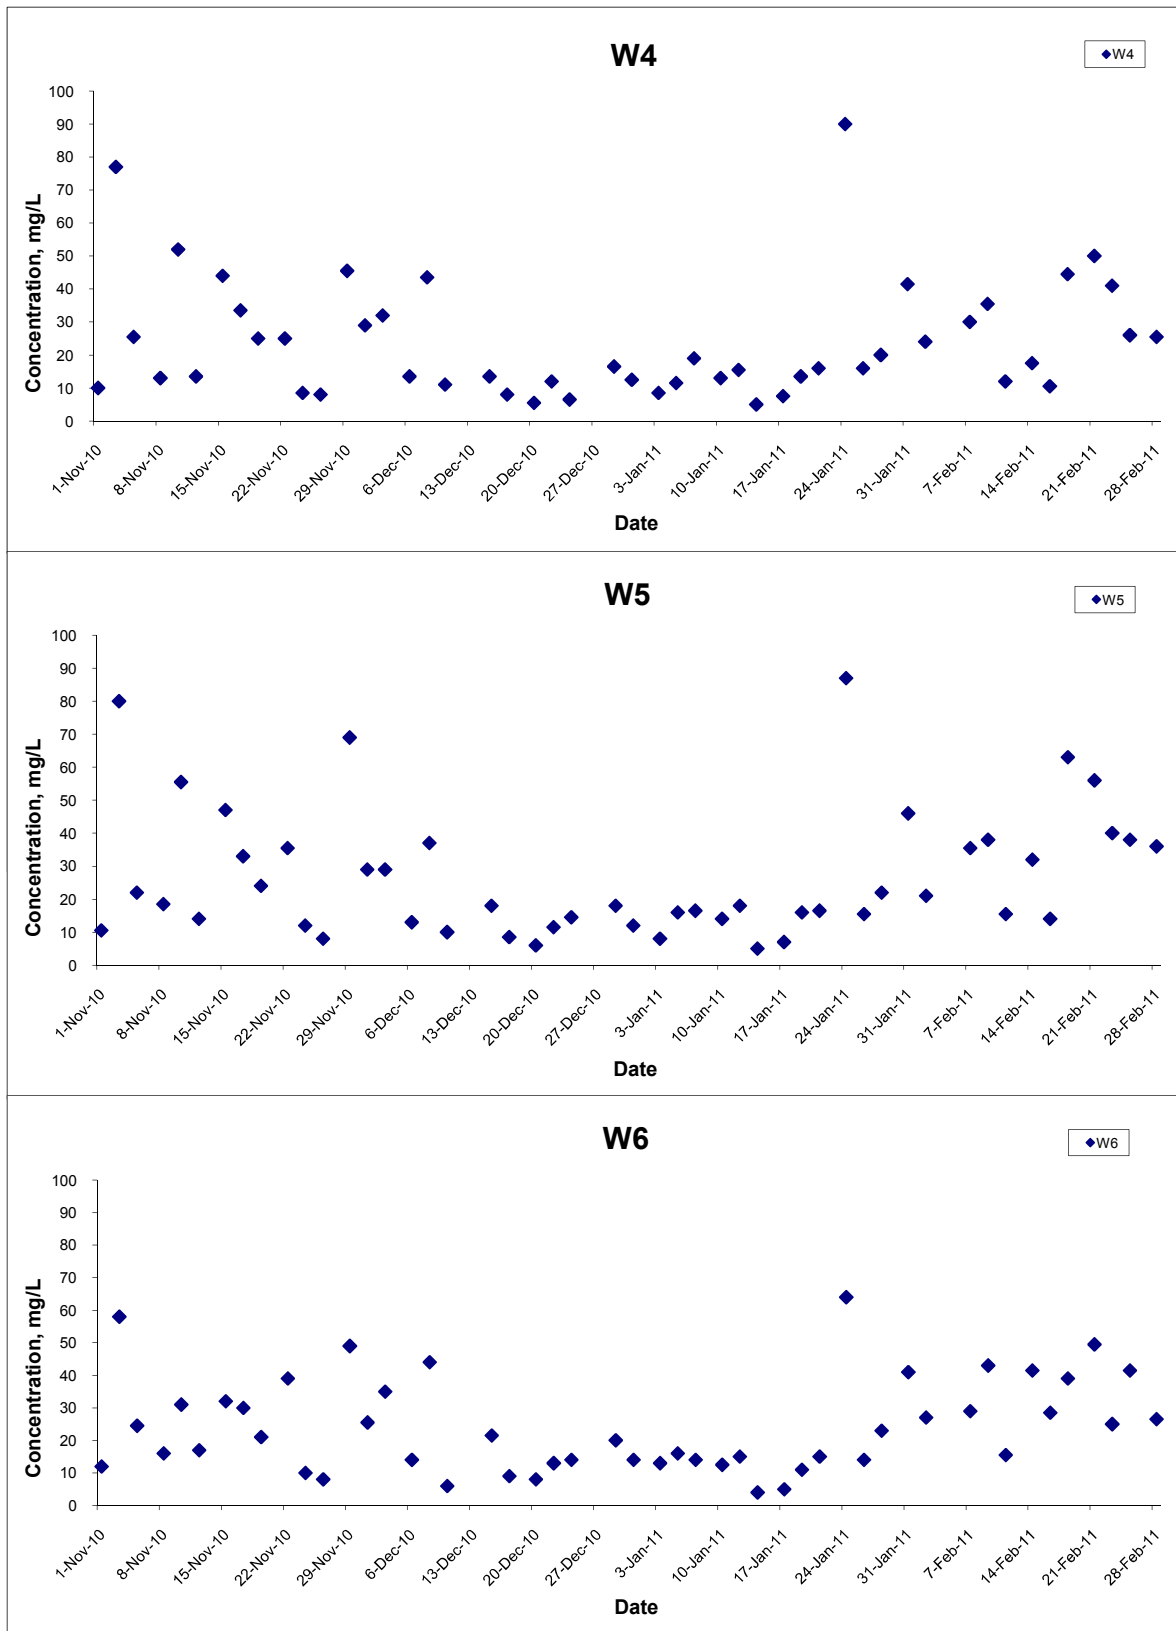 W4
W4
100
90
80
70
60
50
40
30
20
10
0
Concentration, mg/L
1-Nov-10 8-Nov-10 15-Nov-10 22-Nov-10 29-Nov-10 6-Dec-10 13-Dec-10 20-Dec-10 27-Dec-10 3-Jan-11 10-Jan-11 17-Jan-11 24-Jan-11 31-Jan-11 7-Feb-11 14-Feb-11 21-Feb-11 28-Feb-11
Date
W5
W5
100
90
80
70
60
50
40
30
20
10
0
Concentration, mg/L
1-Nov-10 8-Nov-10 15-Nov-10 22-Nov-10 29-Nov-10 6-Dec-10 13-Dec-10 20-Dec-10 27-Dec-10 3-Jan-11 10-Jan-11 17-Jan-11 24-Jan-11 31-Jan-11 7-Feb-11 14-Feb-11 21-Feb-11 28-Feb-11
Date
W6
W6
100
90
80
70
60
50
40
30
20
10
0
Concentration, mg/L
1-Nov-10 8-Nov-10 15-Nov-10 22-Nov-10 29-Nov-10 6-Dec-10 13-Dec-10 20-Dec-10 27-Dec-10 3-Jan-11 10-Jan-11 17-Jan-11 24-Jan-11 31-Jan-11 7-Feb-11 14-Feb-11 21-Feb-11 28-Feb-11
Date